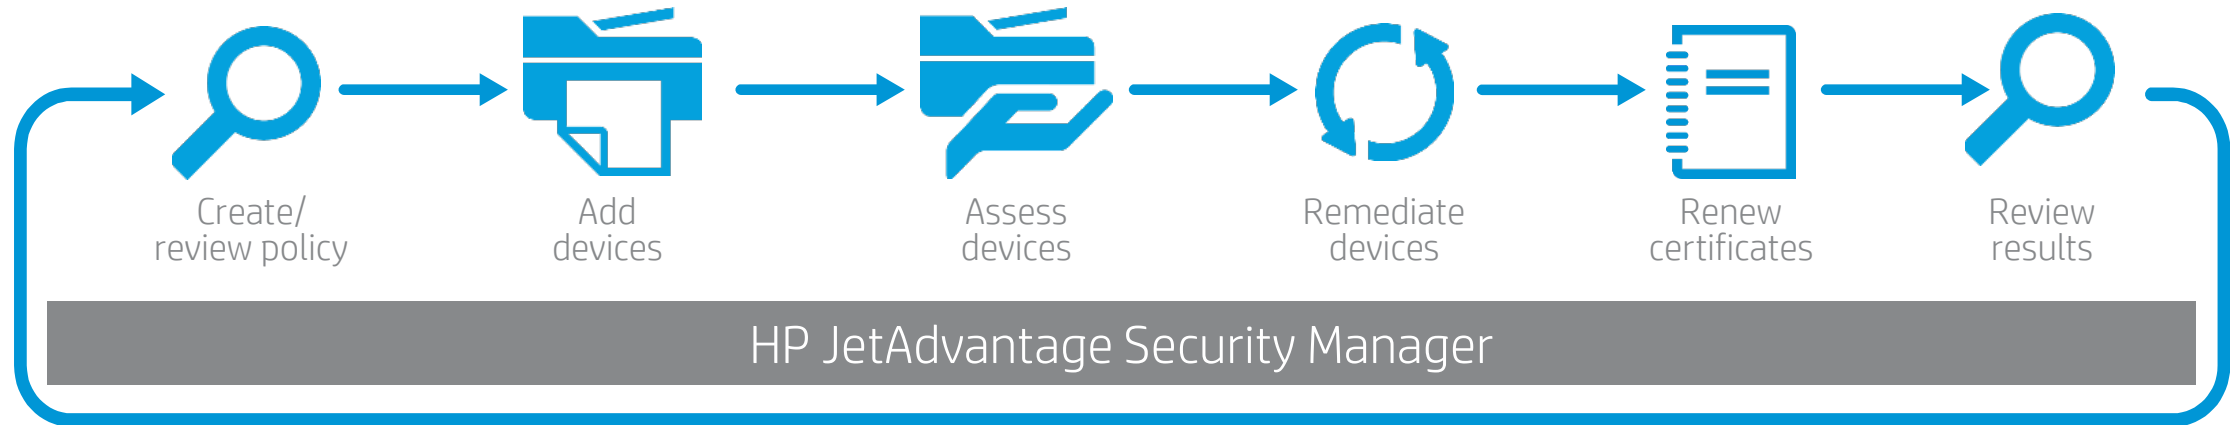 Create/
review policy
Add
devices
Assess
devices
Remediate
devices
Renew
certificates
Review
results
HP JetAdvantage Security Manager